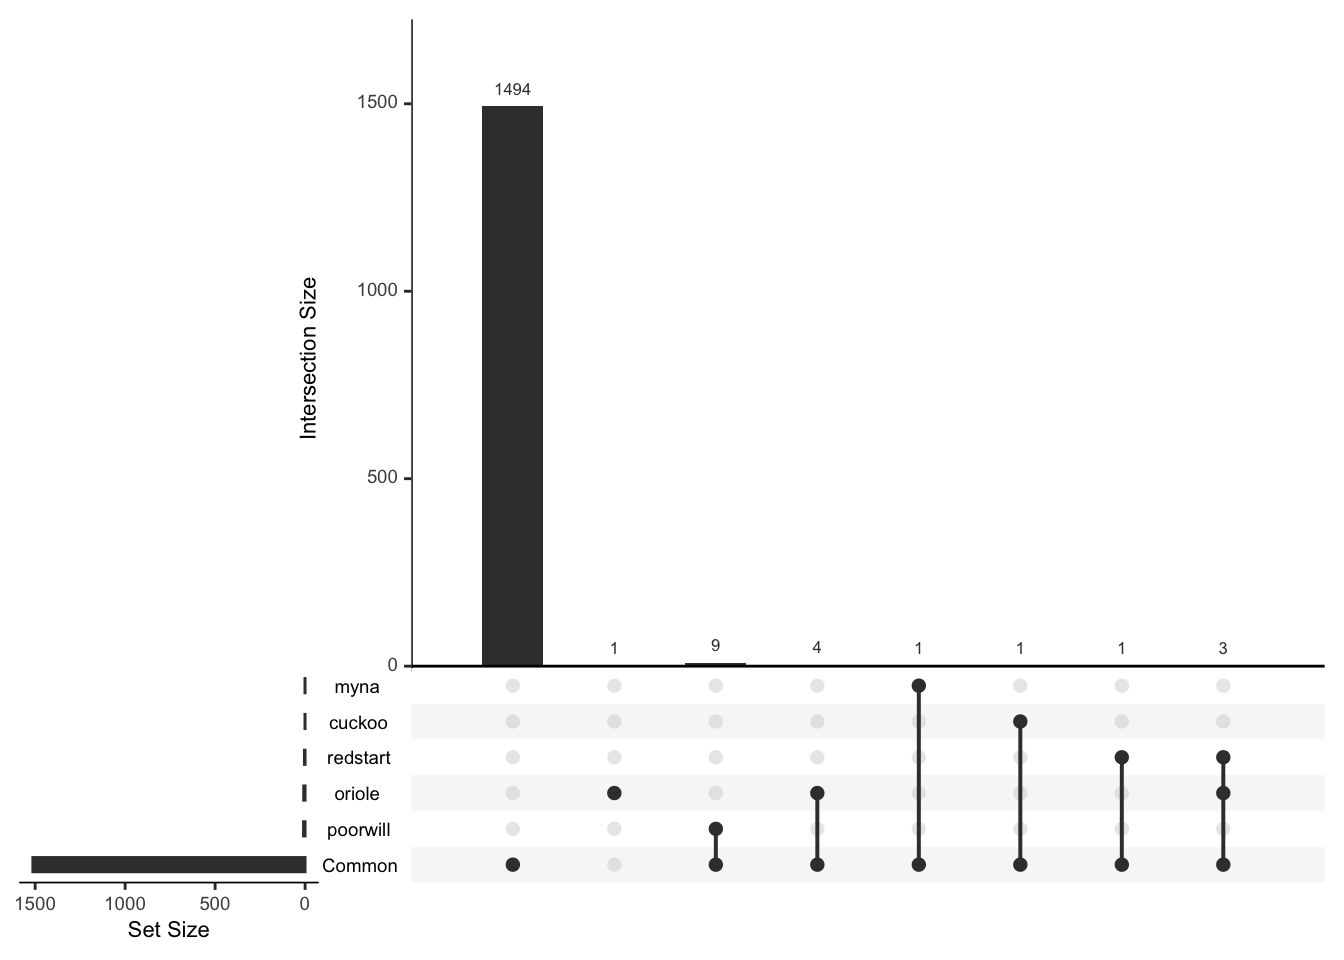 1494
1500
1000
500
0
Intersection Size
1
9
4
1
1
1
3
myna
cuckoo
redstart
oriole
poorwill
Common
1500
1000
500
0
Set Size